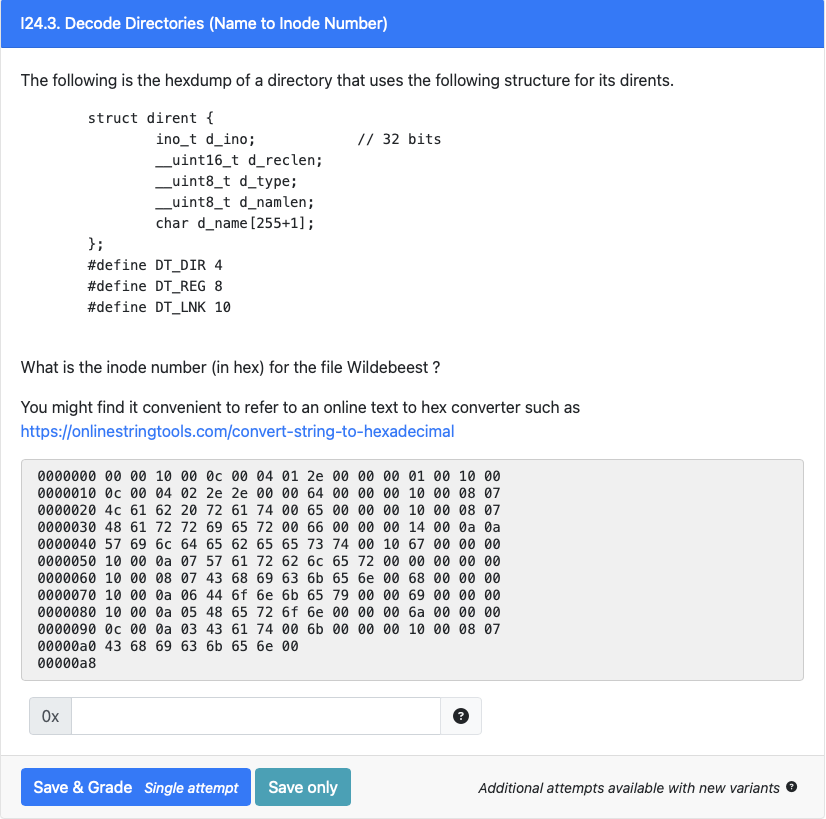 I24.3. Decode Directories (Name to Inode Number)
The following is the hexdump of a directory that uses the following structure for its dirents.
struct dirent {
ino_t d_ino; // 32 bits
__uint16_t d_reclen;
__uint8_t d_type;
__uint8_t d_namlen;
char d_name[255+1];
};
#define DT_DIR 4
#define DT_REG 8
#define DT_LNK 10
What is the inode number (in hex) for the file Wildebeest ?
You might find it convenient to refer to an online text to hex converter such as
https://onlinestringtools.com/convert-string-to-hexadecimal
0000000 00 00 10 00 0c 00 04 01 2e 00 00 00 01 00 10 00
0000010 0c 00 04 02 2e 2e 00 00 64 00 00 00 10 00 08 07
0000020 4c 61 62 20 72 61 74 00 65 00 00 00 10 00 08 07
0000030 48 61 72 72 69 65 72 00 66 00 00 00 14 00 0a 0a
0000040 57 69 6c 64 65 62 65 65 73 74 00 10 67 00 00 00
0000050 10 00 0a 07 57 61 72 62 6c 65 72 00 00 00 00 00
0000060 10 00 08 07 43 68 69 63 6b 65 6e 00 68 00 00 00
0000070 10 00 0a 06 44 6f 6e 6b 65 79 00 00 69 00 00 00
0000080 10 00 0a 05 48 65 72 6f 6e 00 00 00 6a 00 00 00
0000090 0c 00 0a 03 43 61 74 00 6b 00 00 00 10 00 08 07
00000a0 43 68 69 63 6b 65 6e 00
00000a8
0x
Save & Grade Single attempt Save only Additional attempts available with new variants